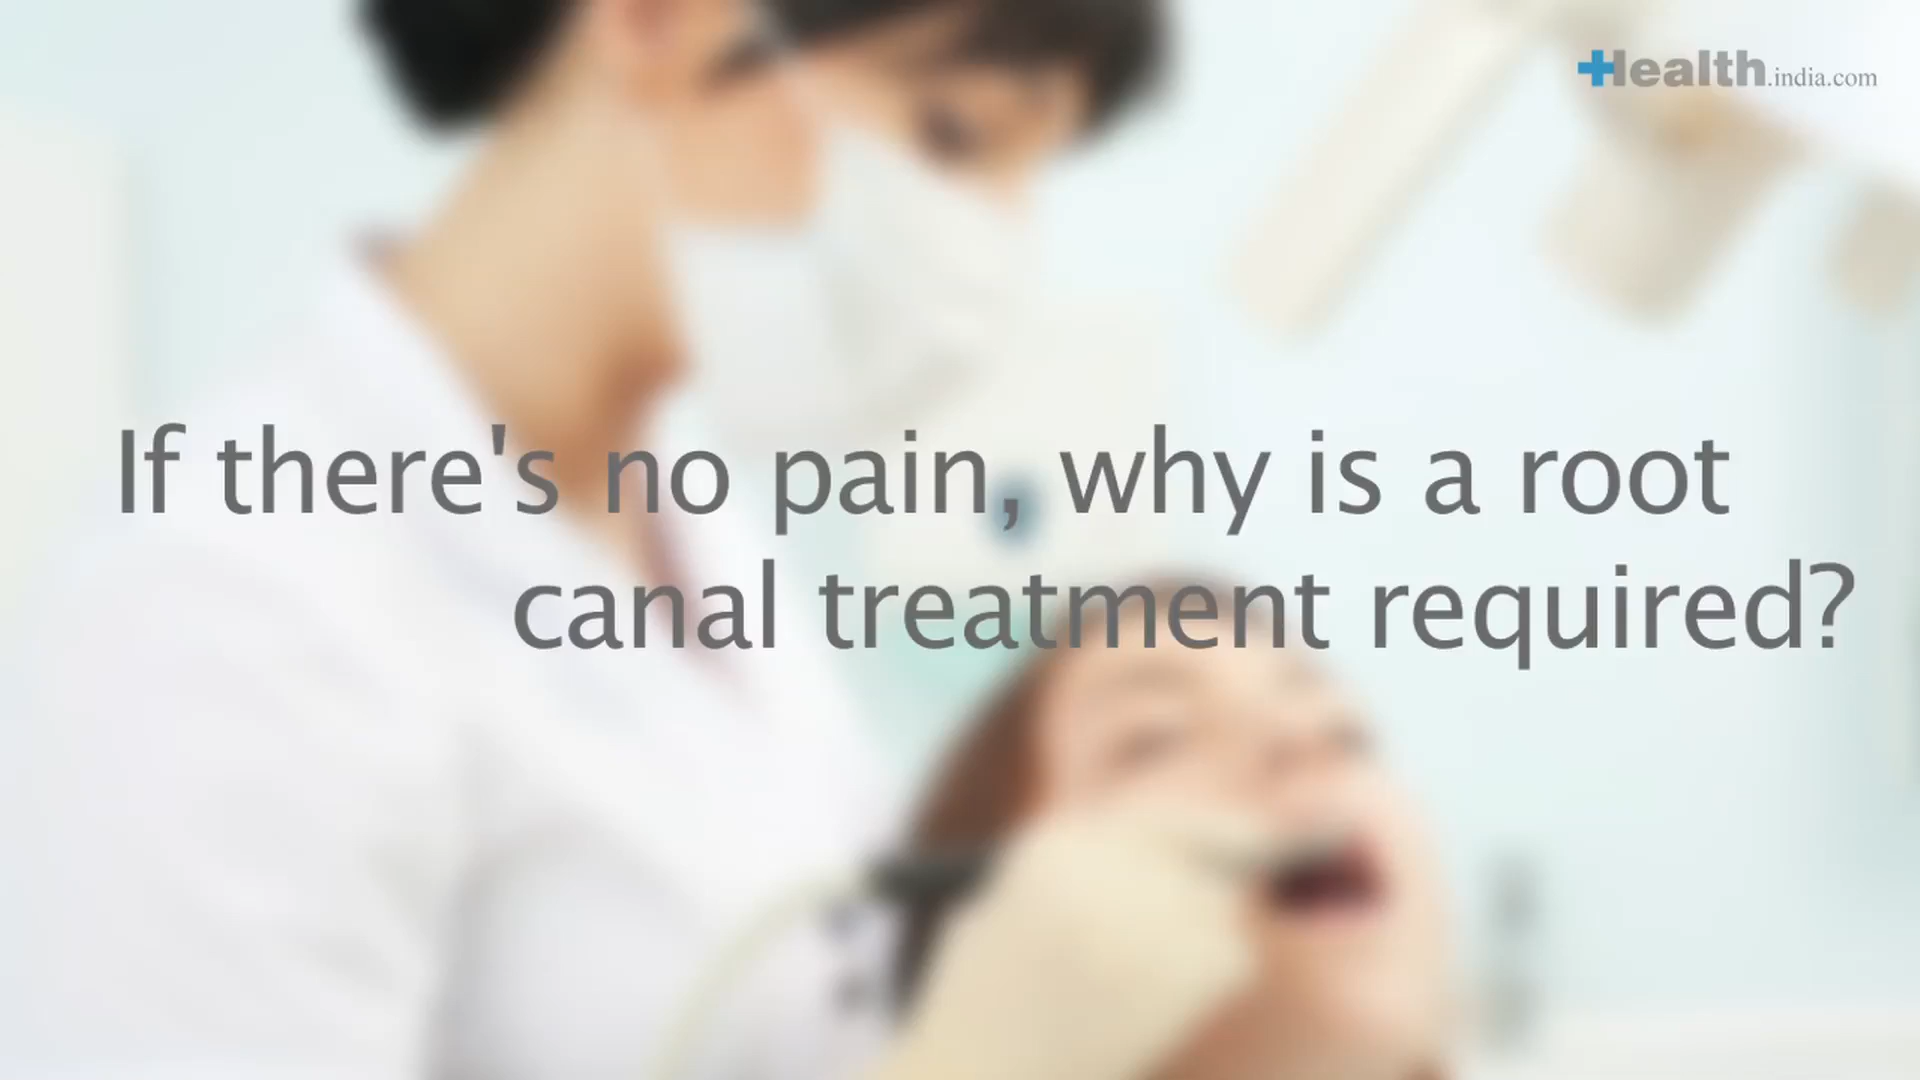 Health.india.com
If there's no pain, why is a root
canal treatment required?